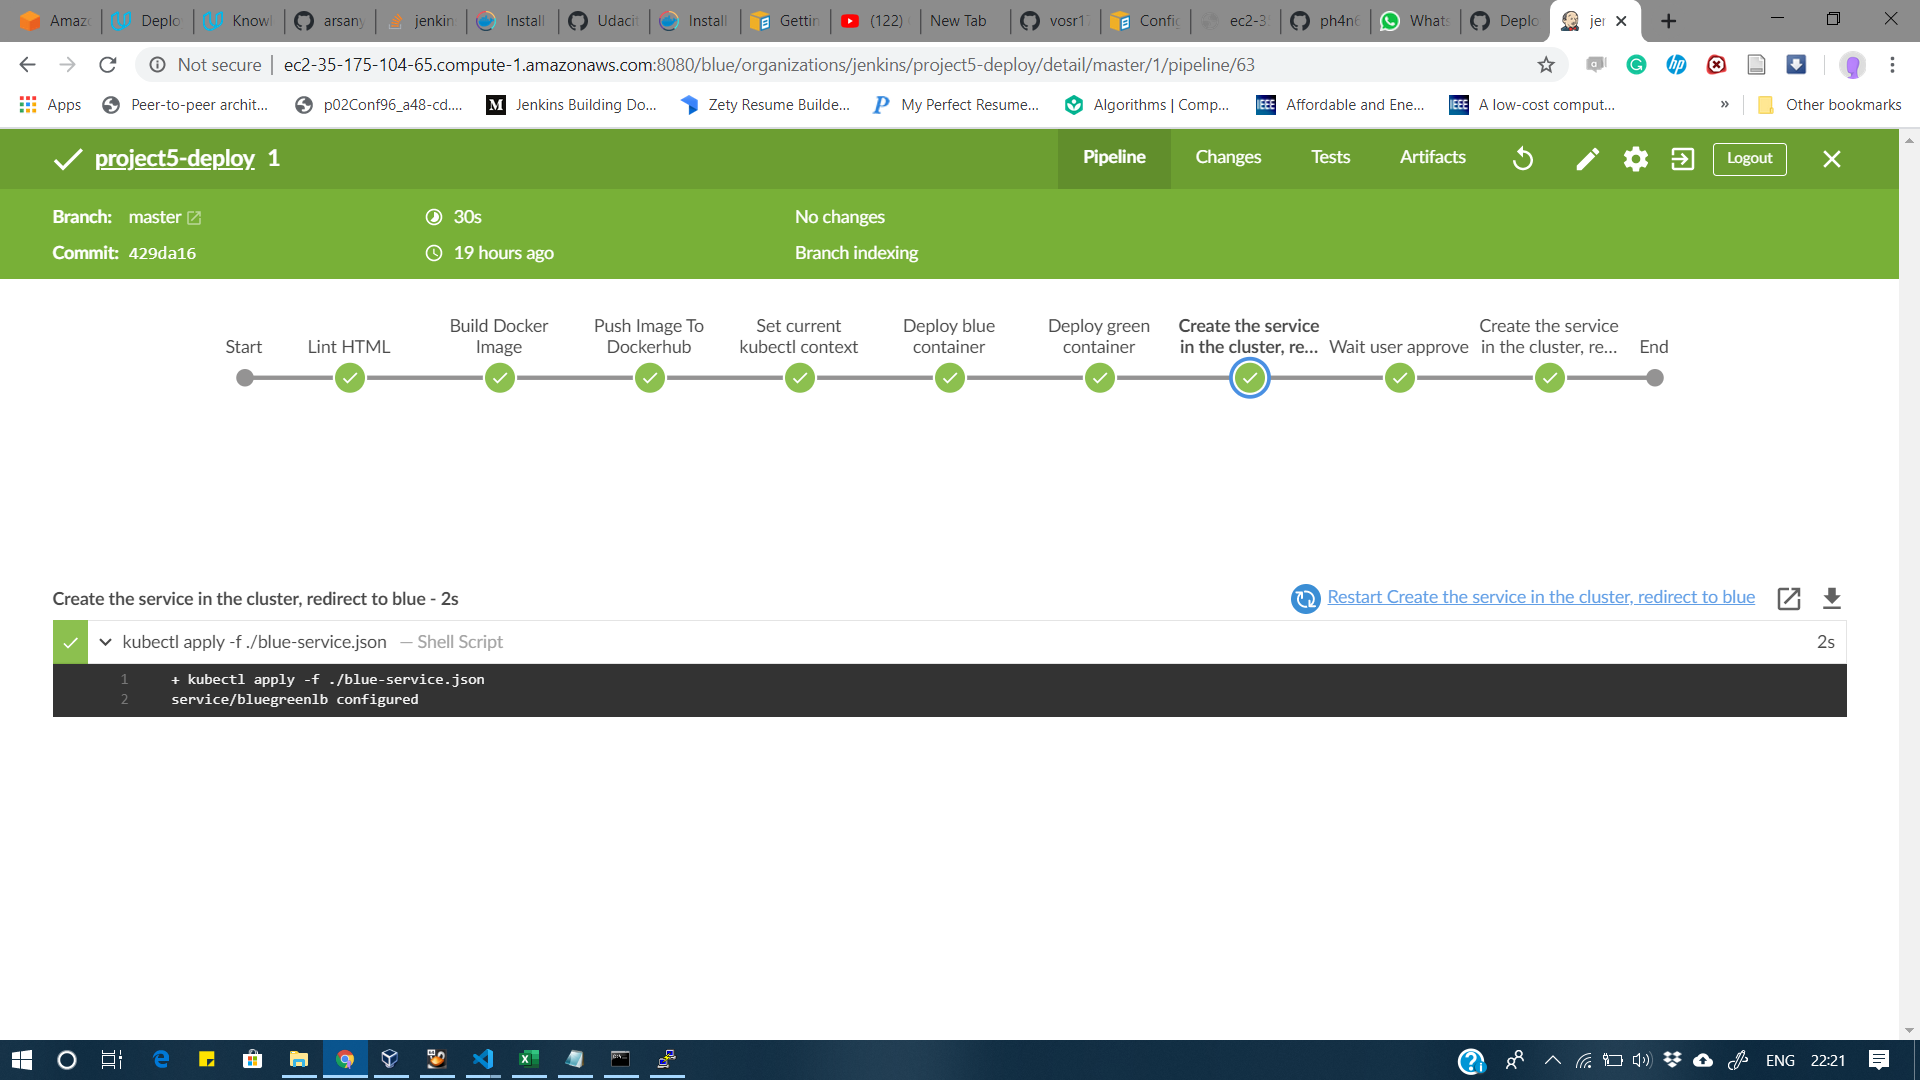 Amazo
Deplo
Knowl
arsany
jenkin
Install
Udacit
Install
Gettin
(122)
New Tab
vosr17
Config
ec2-35
ph4n6
Whats
Deplo
jen
Not secure | ec2-35-175-104-65.compute-1.amazonaws.com:8080/blue/organizations/jenkins/project5-deploy/detail/master/1/pipeline/63
Apps
Peer-to-peer archit...
p02Conf96_a48-cd....
Jenkins Building Do...
Zety Resume Builde...
My Perfect Resume...
Algorithms | Comp...
Affordable and Ene...
A low-cost comput...
»
Other bookmarks
project5-deploy 1
Pipeline
Changes
Tests
Artifacts
Logout
Branch: master
30s
No changes
Commit: 429da16
19 hours ago
Branch indexing
Start
Lint HTML
Build Docker
Image
Push Image To
Dockerhub
Set current
kubectl context
Deploy blue
container
Deploy green
container
Create the service
in the cluster, re...
Wait user approve
Create the service
in the cluster, re...
End
Create the service in the cluster, redirect to blue - 2s
Restart Create the service in the cluster, redirect to blue
kubectl apply -f ./blue-service.json — Shell Script
2s
1 + kubectl apply -f ./blue-service.json
2 service/bluegreenlb configured
ENG
22:21